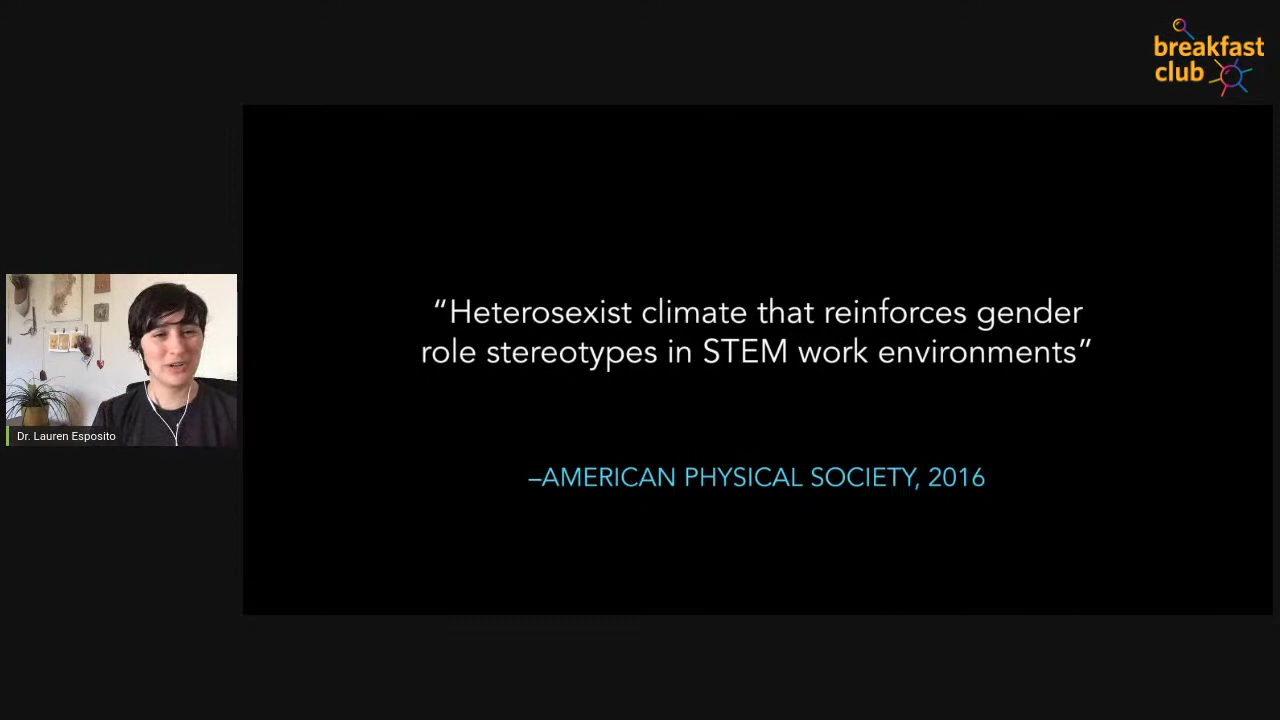 breakfast
club
“Heterosexist climate that reinforces gender
role stereotypes in STEM work environments”
–AMERICAN PHYSICAL SOCIETY, 2016
Dr. Lauren Esposito